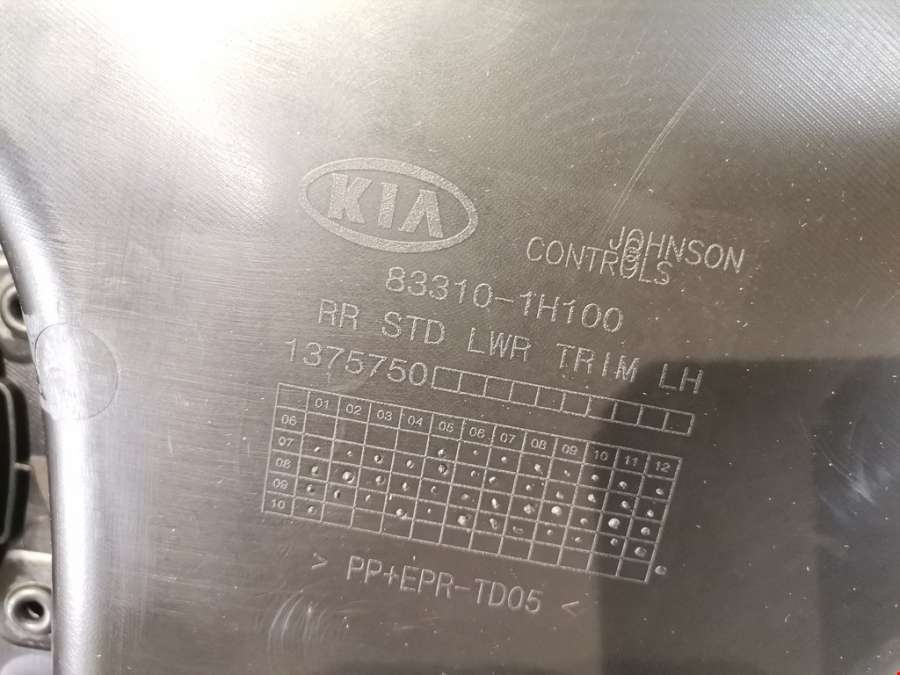 KIA
JOHNSON
CONTROLS
83310-1H100
RR STD LWR TRIM LH
1375750
01 02 03 04 05 06 07 08 09 10 11 12
06
07
08
09
10
> PP+EPR-TD05 <